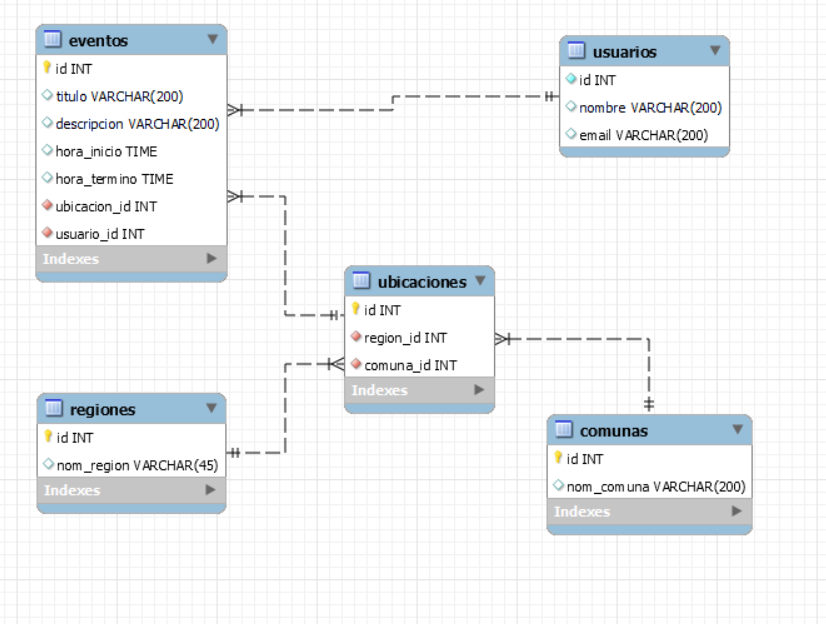 eventos
id INT
titulo VARCHAR(200)
descripcion VARCHAR(200)
hora_inicio TIME
hora_termino TIME
ubicacion_id INT
usuario_id INT
Indexes
usuarios
id INT
nombre VARCHAR(200)
email VARCHAR(200)
ubicaciones
id INT
region_id INT
comuna_id INT
Indexes
regiones
id INT
nom_region VARCHAR(45)
Indexes
comunas
id INT
nom_comuna VARCHAR(200)
Indexes